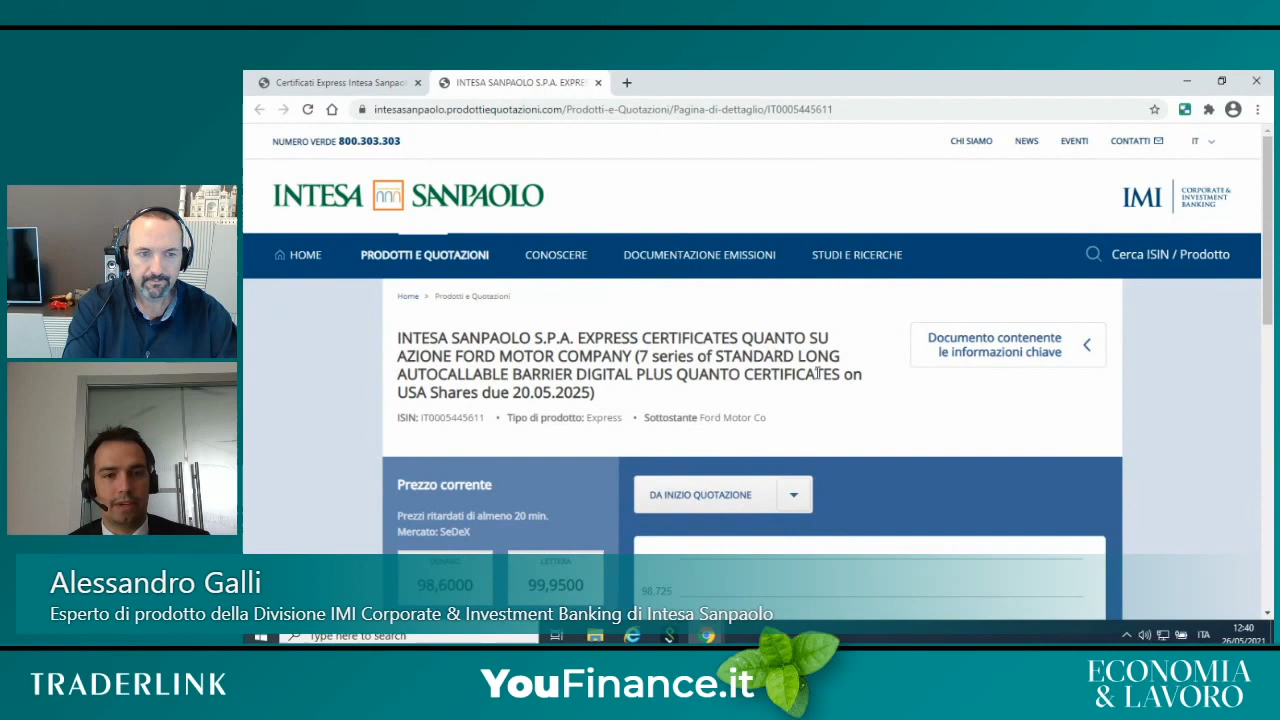 Certificati Express Intesa Sanpaol
INTESA SANPAOLO S.P.A. EXPRE
intesasanpaolo.prodottiequotazioni.com/Prodotti-e-Quotazioni/Pagina-di-dettaglio/IT0005445611
NUMERO VERDE 800.303.303
CHI SIAMO NEWS EVENTI CONTATTI IT
INTESA SANPAOLO
IMI CORPORATE & INVESTMENT BANKING
HOME PRODOTTI E QUOTAZIONI CONOSCERE DOCUMENTAZIONE EMISSIONI STUDI E RICERCHE Cerca ISIN / Prodotto
Home > Prodotti e Quotazioni
INTESA SANPAOLO S.P.A. EXPRESS CERTIFICATES QUANTO SU
AZIONE FORD MOTOR COMPANY (7 series of STANDARD LONG
AUTOCALLABLE BARRIER DIGITAL PLUS QUANTO CERTIFICATES on
USA Shares due 20.05.2025)
Documento contenente
le informazioni chiave
ISIN: IT0005445611 • Tipo di prodotto: Express • Sottostante Ford Motor Co
Prezzo corrente
Prezzi ritardati di almeno 20 min.
Mercato: SeDeX
DA INIZIO QUOTAZIONE
DENARO LETTERA
98,6000 99,9500
98.725
Alessandro Galli
Esperto di prodotto della Divisione IMI Corporate & Investment Banking di Intesa Sanpaolo
Type here to search
ITA
12:40
26/05/2021
TRADERLINK
YouFinance.it
ECONOMIA
& LAVORO